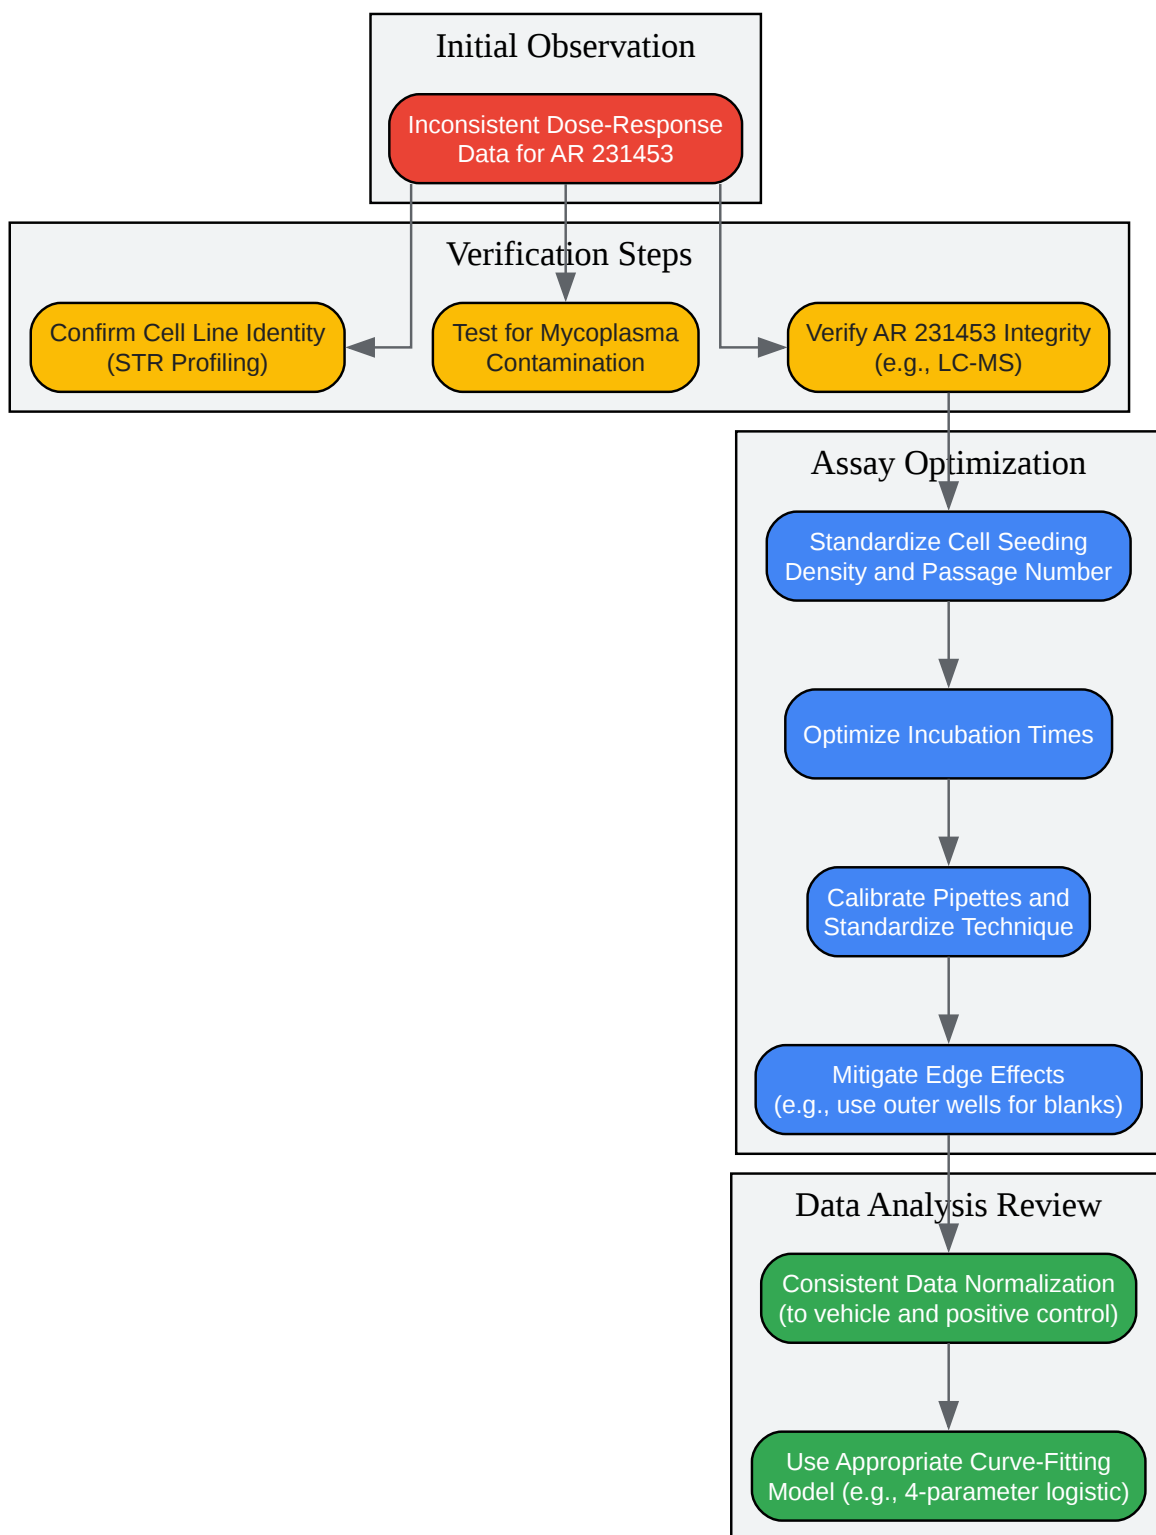 Initial Observation
Inconsistent Dose-Response
Data for AR 231453
Verification Steps
Confirm Cell Line Identity
(STR Profiling)
Test for Mycoplasma
Contamination
Verify AR 231453 Integrity
(e.g., LC-MS)
Assay Optimization
Standardize Cell Seeding
Density and Passage Number
Optimize Incubation Times
Calibrate Pipettes and
Standardize Technique
Mitigate Edge Effects
(e.g., use outer wells for blanks)
Data Analysis Review
Consistent Data Normalization
(to vehicle and positive control)
Use Appropriate Curve-Fitting
Model (e.g., 4-parameter logistic)